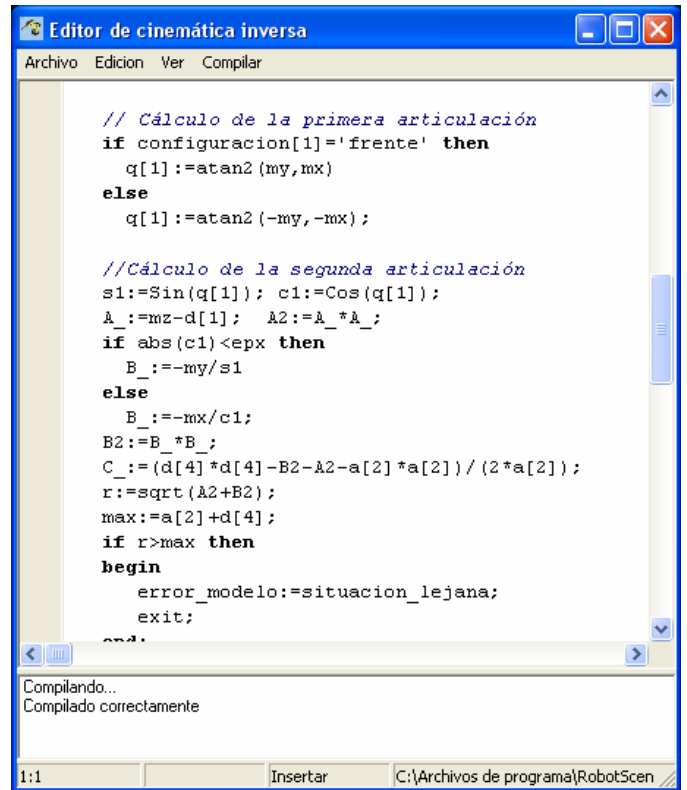 Editor de cinemática inversa
Archivo Edicion Ver Compilar
// Cálculo de la primera articulación
if configuracion[1]='frente' then
q[1]:=atan2(my,mx)
else
q[1]:=atan2(-my,-mx);
//Cálculo de la segunda articulación
s1:=Sin(q[1]); c1:=Cos(q[1]);
A_:=mz-d[1]; A2:=A_*A_;
if abs(c1)<epx then
B_:=-my/s1
else
B_:=-mx/c1;
B2:=B_*B_;
C_:=(d[4]*d[4]-B2-A2-a[2]*a[2])/(2*a[2]);
r:=sqrt(A2+B2);
max:=a[2]+d[4];
if r>max then
begin
error_modelo:=situacion_lejana;
exit;
end;
Compilando...
Compilado correctamente
1:1 Insertar C:\Archivos de programa\RobotScen